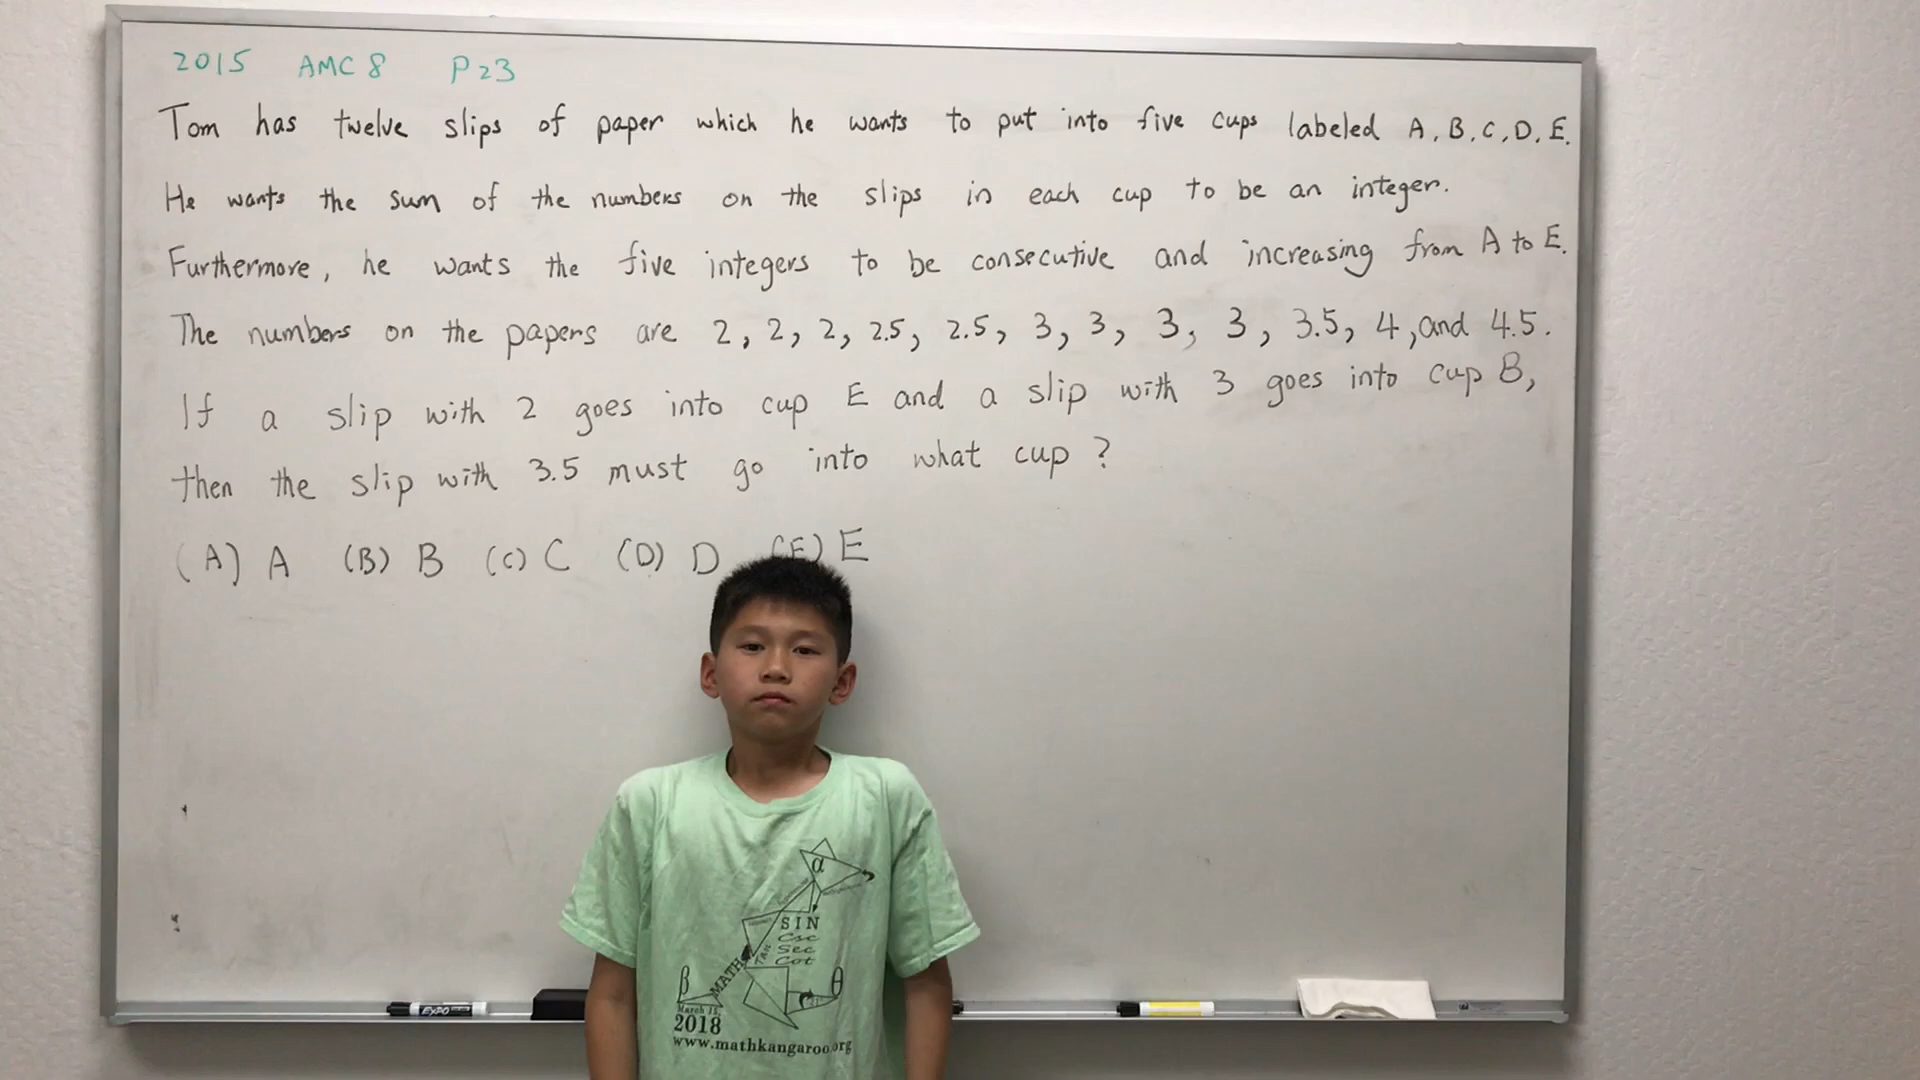 2015 AMC 8 P23
Tom has twelve slips of paper which he wants to put into five cups labeled A, B, C, D, E.
He wants the sum of the numbers on the slips in each cup to be an integer.
Furthermore, he wants the five integers to be consecutive and increasing from A to E.
The numbers on the papers are 2, 2, 2, 2.5, 2.5, 3, 3, 3, 3, 3.5, 4, and 4.5.
If a slip with 2 goes into cup E and a slip with 3 goes into cup B,
then the slip with 3.5 must go into what cup?
(A) A (B) B (C) C (D) D (E) E
α
SIN
Csc
Sec
Cot
TAN
MATH
β
θ
2018
www.mathkangaroo.org
EXPO